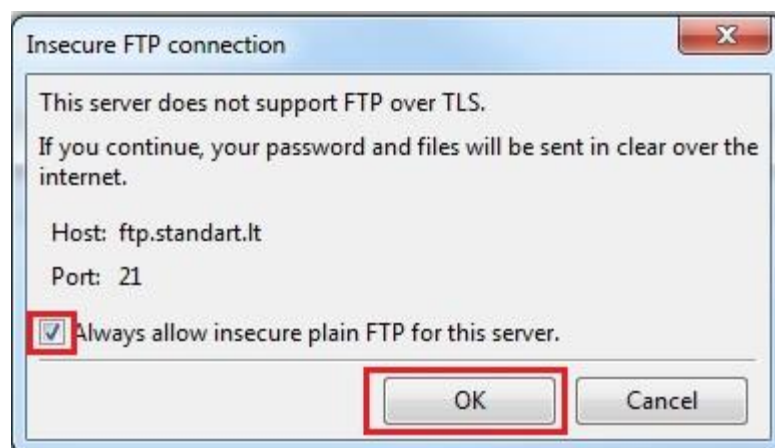 Insecure FTP connection
This server does not support FTP over TLS.
If you continue, your password and files will be sent in clear over the
internet.
Host: ftp.standart.lt
Port: 21
Always allow insecure plain FTP for this server.
OK Cancel